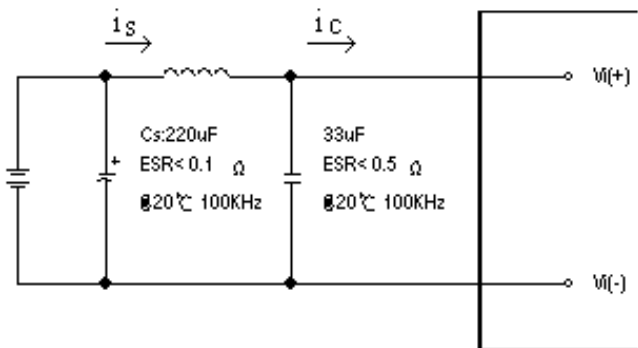 iS
iC
Vi(+)
Cs:220uF
ESR<0.1 Ω
20℃ 100KHz
33uF
ESR<0.5 Ω
20℃ 100KHz
+
Vi(-)